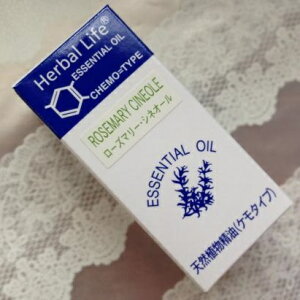 Herbal Life®
ESSENTIAL OIL
CHEMO=TYPE
ROSEMARY CINEOLE
ローズマリー・シネオール
ESSENTIAL OIL
天然植物精油(ケモタイプ)